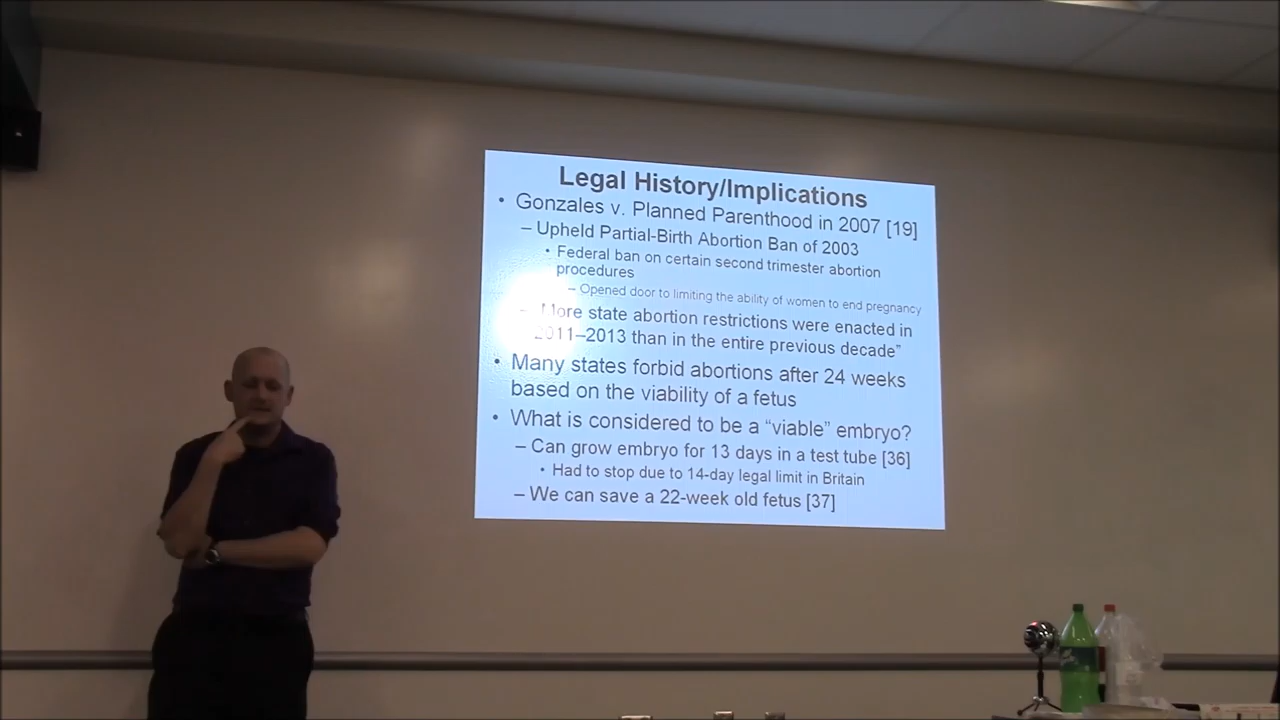 Legal History/Implications
• Gonzales v. Planned Parenthood in 2007 [19]
– Upheld Partial-Birth Abortion Ban of 2003
• Federal ban on certain second trimester abortion
procedures
– Opened door to limiting the ability of women to end pregnancy
– "More state abortion restrictions were enacted in
2011–2013 than in the entire previous decade"
• Many states forbid abortions after 24 weeks
based on the viability of a fetus
• What is considered to be a "viable" embryo?
– Can grow embryo for 13 days in a test tube [36]
• Had to stop due to 14-day legal limit in Britain
– We can save a 22-week old fetus [37]